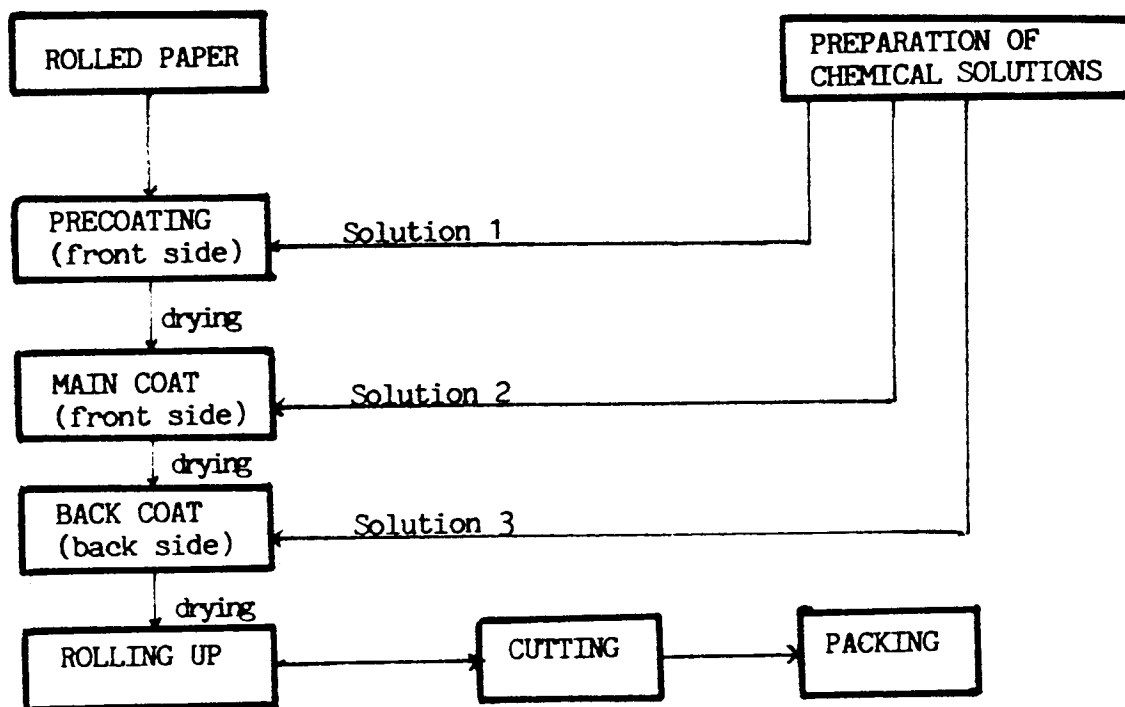 ROLLED PAPER
PREPARATION OF
CHEMICAL SOLUTIONS
PRECOATING
(front side)
Solution 1
drying
MAIN COAT
(front side)
Solution 2
drying
BACK COAT
(back side)
Solution 3
drying
ROLLING UP
CUTTING
PACKING